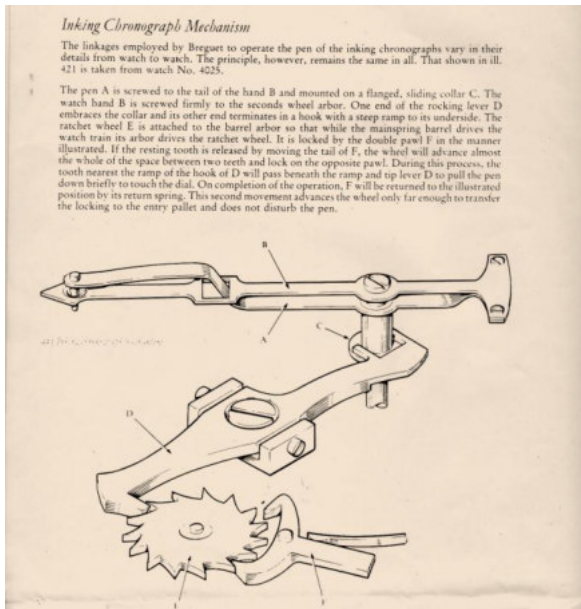 Inking Chronograph Mechanism
The linkages employed by Breguet to operate the pen of the inking chronographs vary in their
details from watch to watch. The principle, however, remains the same in all. That shown in ill.
421 is taken from watch No. 4025.
The pen A is screwed to the tail of the hand B and mounted on a flanged, sliding collar C. The
watch hand B is screwed firmly to the seconds wheel arbor. One end of the rocking lever D
embraces the collar and its other end terminates in a hook with a steep ramp to its underside. The
ratchet wheel E is attached to the barrel arbor so that while the mainspring barrel drives the
watch train its arbor drives the ratchet wheel. It is locked by the double pawl F in the manner
illustrated. If the resting tooth is released by moving the tail of F, the wheel will advance almost
the whole of the space between two teeth and lock on the opposite pawl. During this process, the
tooth nearest the ramp of the hook of D will pass beneath the ramp and tip lever D to pull the pen
down briefly to touch the dial. On completion of the operation, F will be returned to the illustrated
position by its return spring. This second movement advances the wheel only far enough to transfer
the locking to the entry pallet and does not disturb the pen.
B
A
C
D